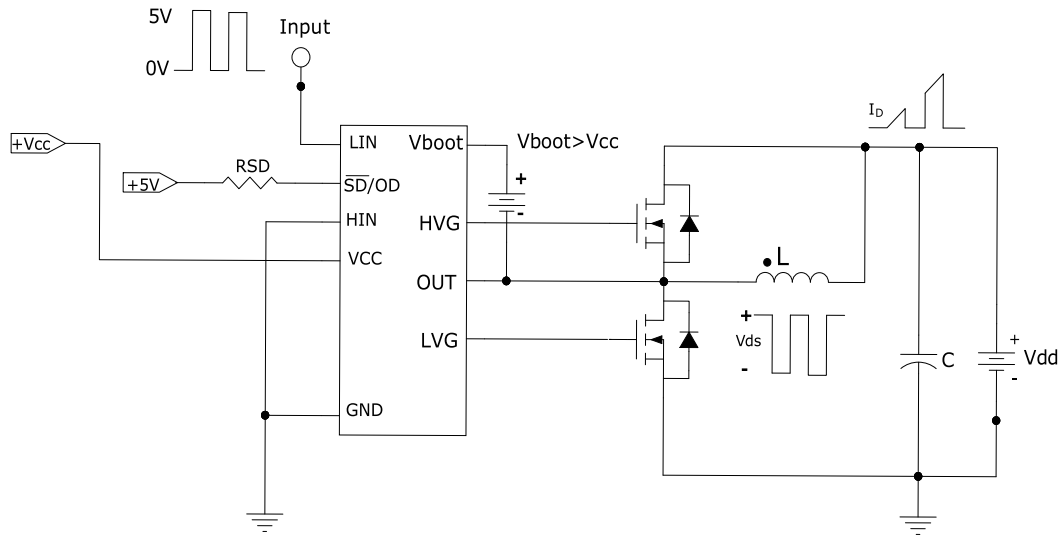 5V
0V
Input
+Vcc
+5V
RSD
LIN
SD/OD
HIN
VCC
GND
Vboot
HVG
OUT
LVG
Vboot>Vcc
+
-
L
+
Vds
-
ID
C
+
-
Vdd